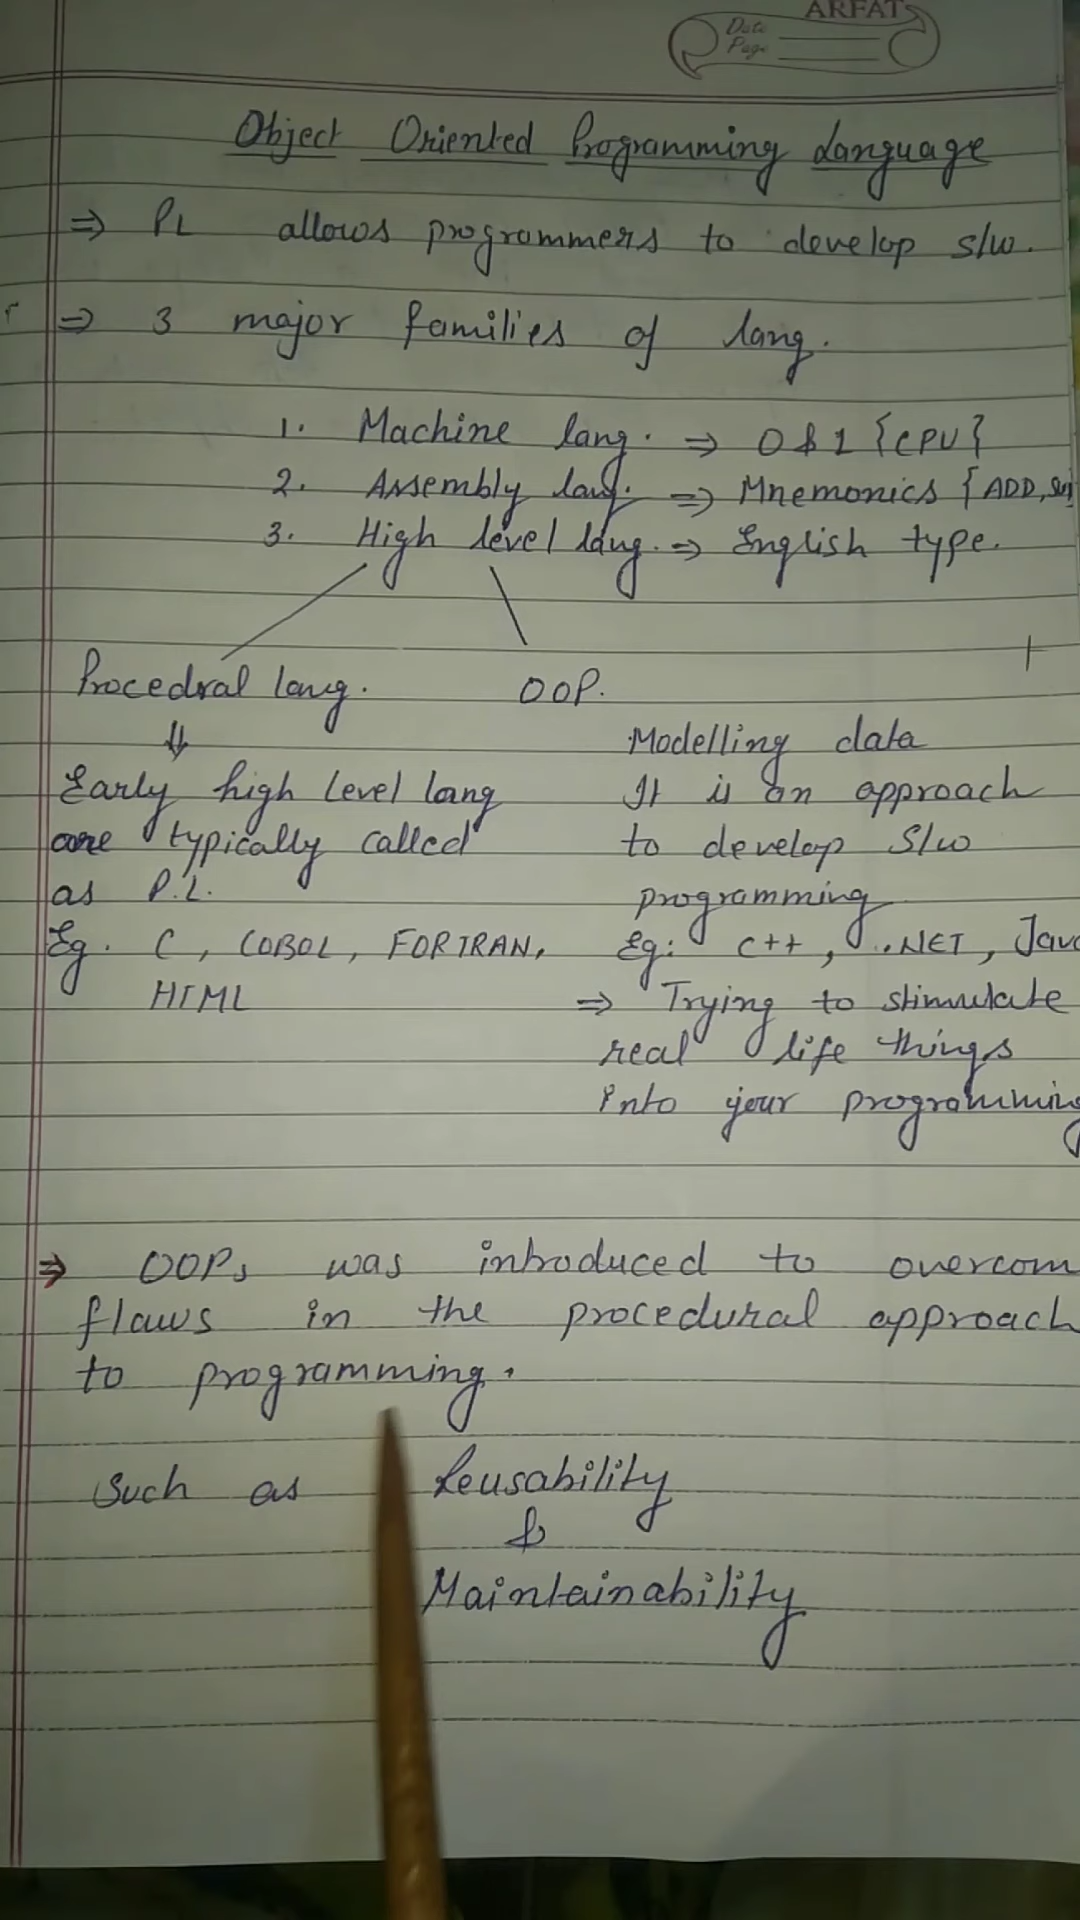 ARFAT
Date
Page
Object Oriented Programming Language
⇒ PL allows programmers to develop s/w.
⇒ 3 major families of lang.
1. Machine lang. ⇒ 0 & 1 {CPU}
2. Assembly lang. ⇒ Mnemonics {ADD,
3. High level lang. ⇒ English type.
Procedral lang.
⇓
Early high level lang
are typically called
as P.L.
Eg. C, COBOL, FORTRAN,
HTML
OOP.
Modelling data
It is an approach
to develop S/w
programming
Eg: C++, .NET, Java
⇒ Trying to stimulate
real life things
into your programming
⇒ OOPs was introduced to overcom
flaws in the procedural approach
to programming.
Such as Reusability
&
Maintainability